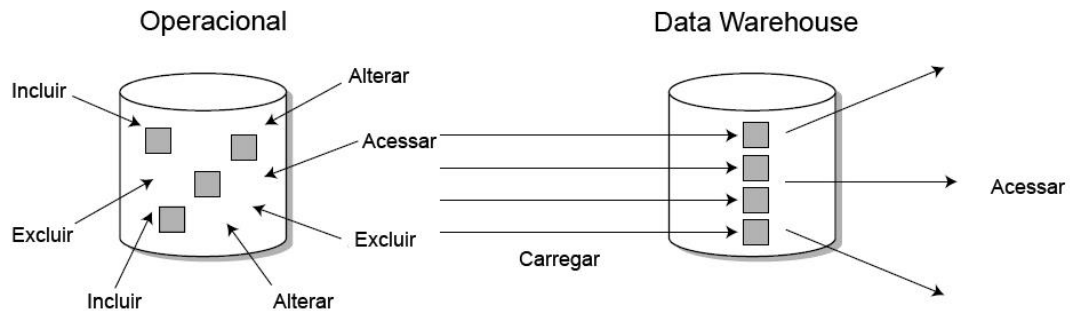 Operacional
Data Warehouse
Incluir
Alterar
Acessar
Acessar
Excluir
Excluir
Carregar
Incluir
Alterar